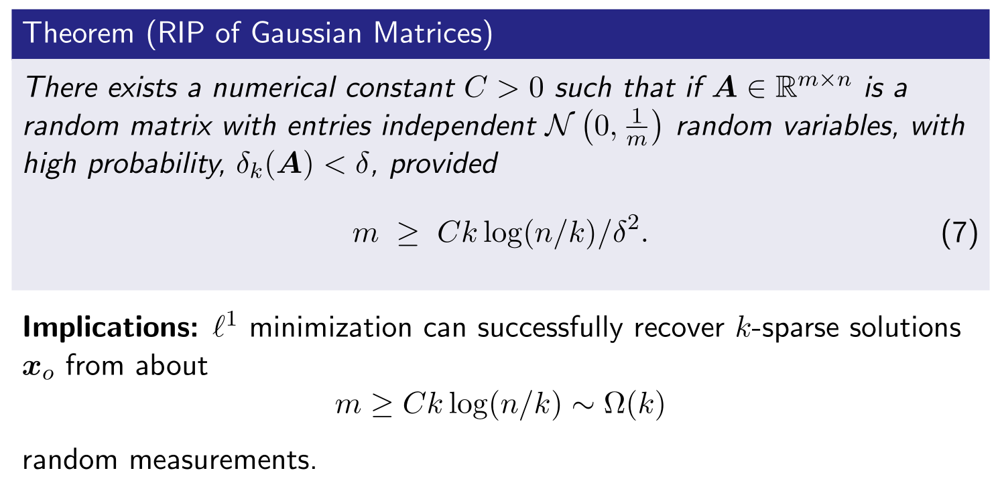 Theorem (RIP of Gaussian Matrices)
There exists a numerical constant $C > 0$ such that if $\boldsymbol{A} \in \mathbb{R}^{m \times n}$ is a
random matrix with entries independent $\mathcal{N}\left(0, \frac{1}{m}\right)$ random variables, with
high probability, $\delta_k(\boldsymbol{A}) < \delta$, provided
$m \geq Ck \log(n/k)/\delta^2.$ (7)
Implications: $\ell^1$ minimization can successfully recover $k$-sparse solutions
$\boldsymbol{x}_o$ from about
$m \geq Ck \log(n/k) \sim \Omega(k)$
random measurements.